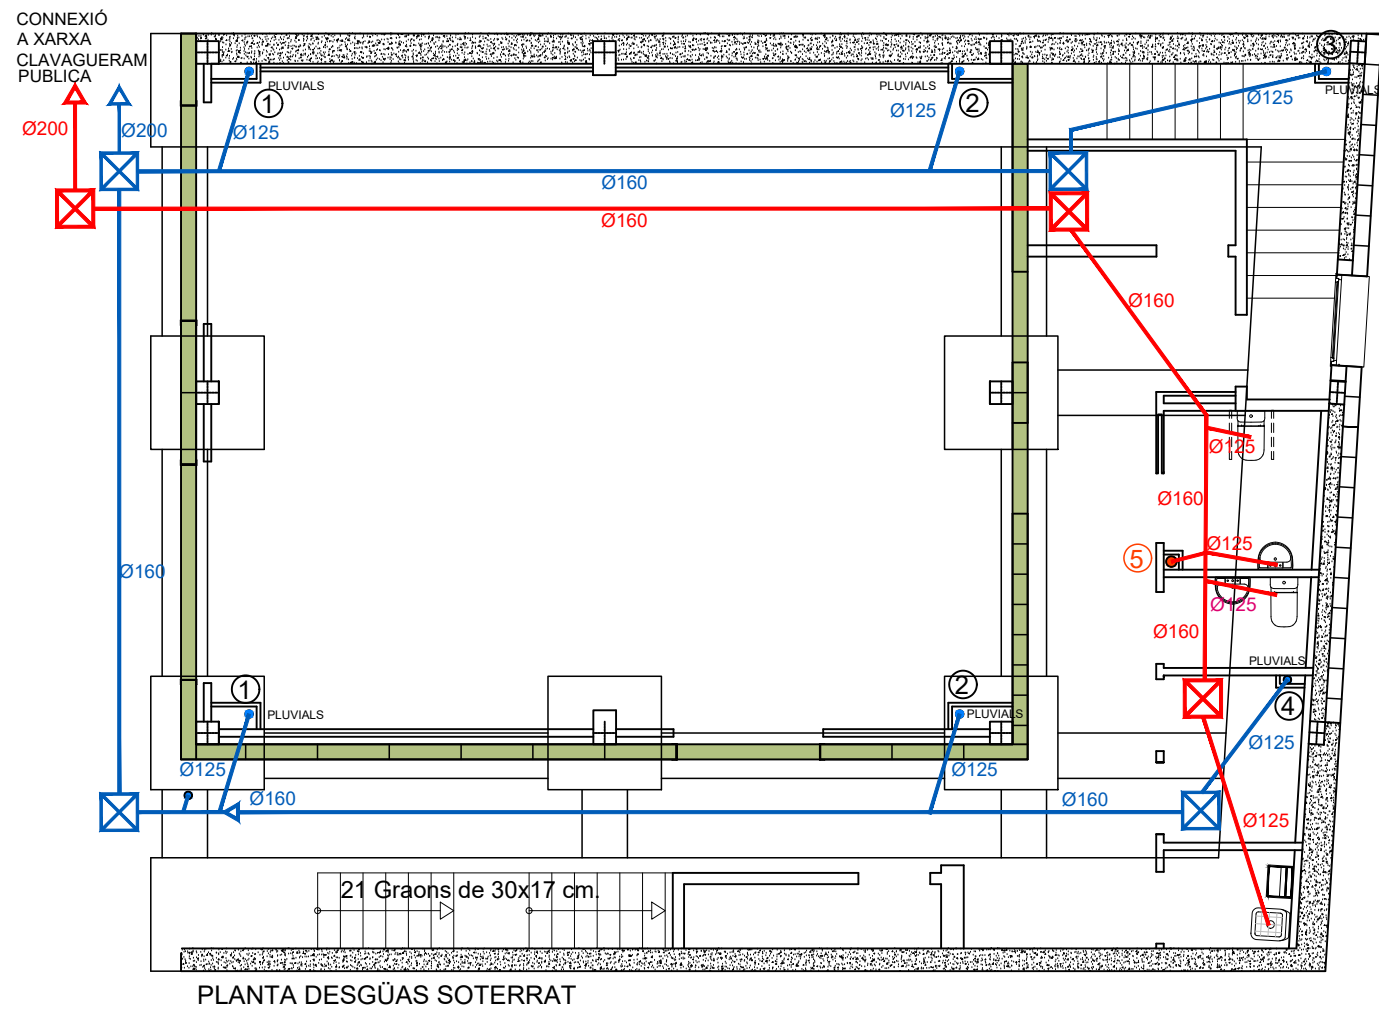 CONNEXIÓ
A XARXA
CLAVAGUERAM
PUBLICA
Ø200
Ø200
PLUVIALS
1
Ø125
PLUVIALS
2
Ø125
3
PLUVIALS
Ø125
Ø160
Ø160
Ø160
Ø125
Ø160
Ø125
5
Ø160
Ø125
Ø160
PLUVIALS
4
1
PLUVIALS
2
PLUVIALS
Ø125
Ø125
Ø125
Ø160
Ø160
Ø125
21 Graons de 30x17 cm.
PLANTA DESGÜAS SOTERRAT